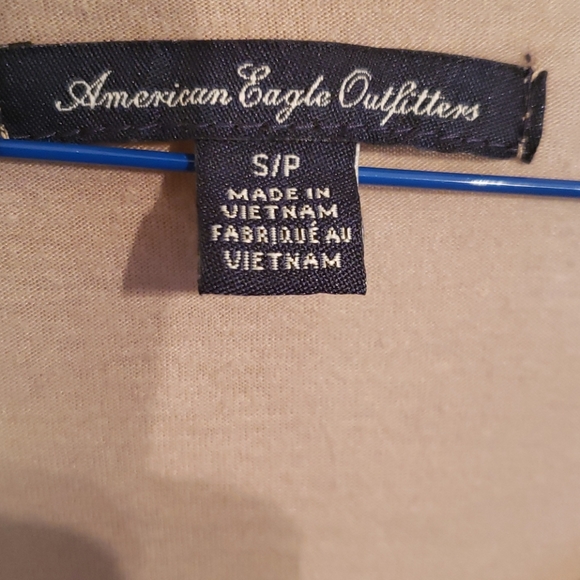 American Eagle Outfitters
S/P
MADE IN
VIETNAM
FABRIQUÉ AU
VIETNAM